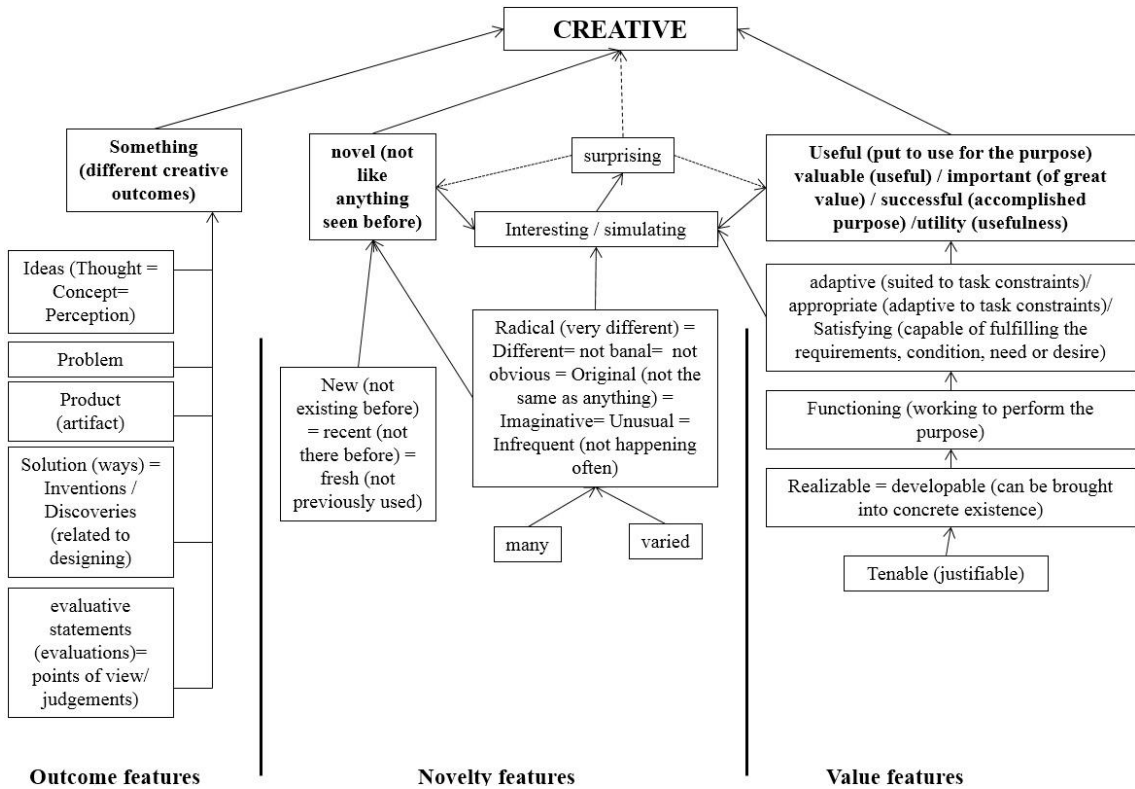 CREATIVE
Something
(different creative
outcomes)
Ideas (Thought =
Concept=
Perception)
Problem
Product
(artifact)
Solution (ways) =
Inventions /
Discoveries
(related to
designing)
evaluative
statements
(evaluations)=
points of view/
judgements)
Outcome features
novel (not
like
anything
seen before)
surprising
Interesting / simulating
New (not
existing before)
= recent (not
there before) =
fresh (not
previously used)
Radical (very different) =
Different= not banal= not
obvious = Original (not the
same as anything) =
Imaginative= Unusual =
Infrequent (not happening
often)
many
varied
Novelty features
Useful (put to use for the purpose)
valuable (useful) / important (of great
value) / successful (accomplished
purpose) /utility (usefulness)
adaptive (suited to task constraints)/
appropriate (adaptive to task constraints)/
Satisfying (capable of fulfilling the
requirements, condition, need or desire)
Functioning (working to perform the
purpose)
Realizable = developable (can be brought
into concrete existence)
Tenable (justifiable)
Value features